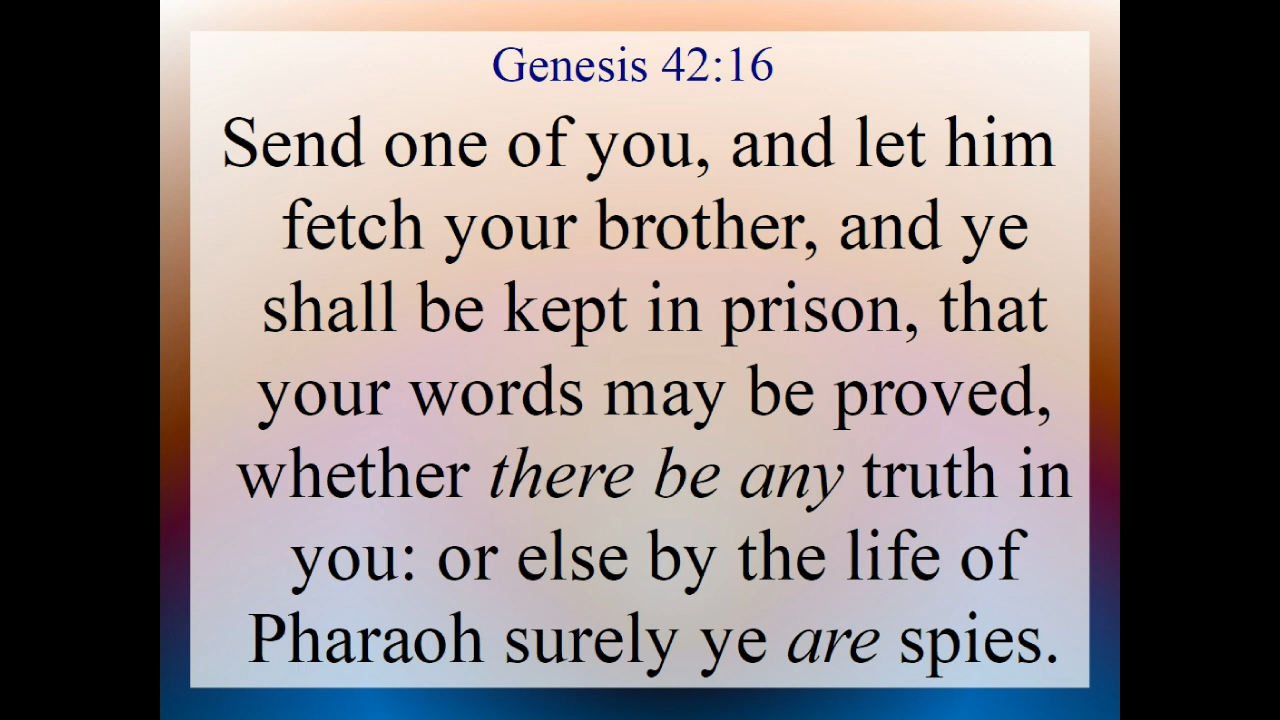 Genesis 42:16
Send one of you, and let him
fetch your brother, and ye
shall be kept in prison, that
your words may be proved,
whether there be any truth in
you: or else by the life of
Pharaoh surely ye are spies.